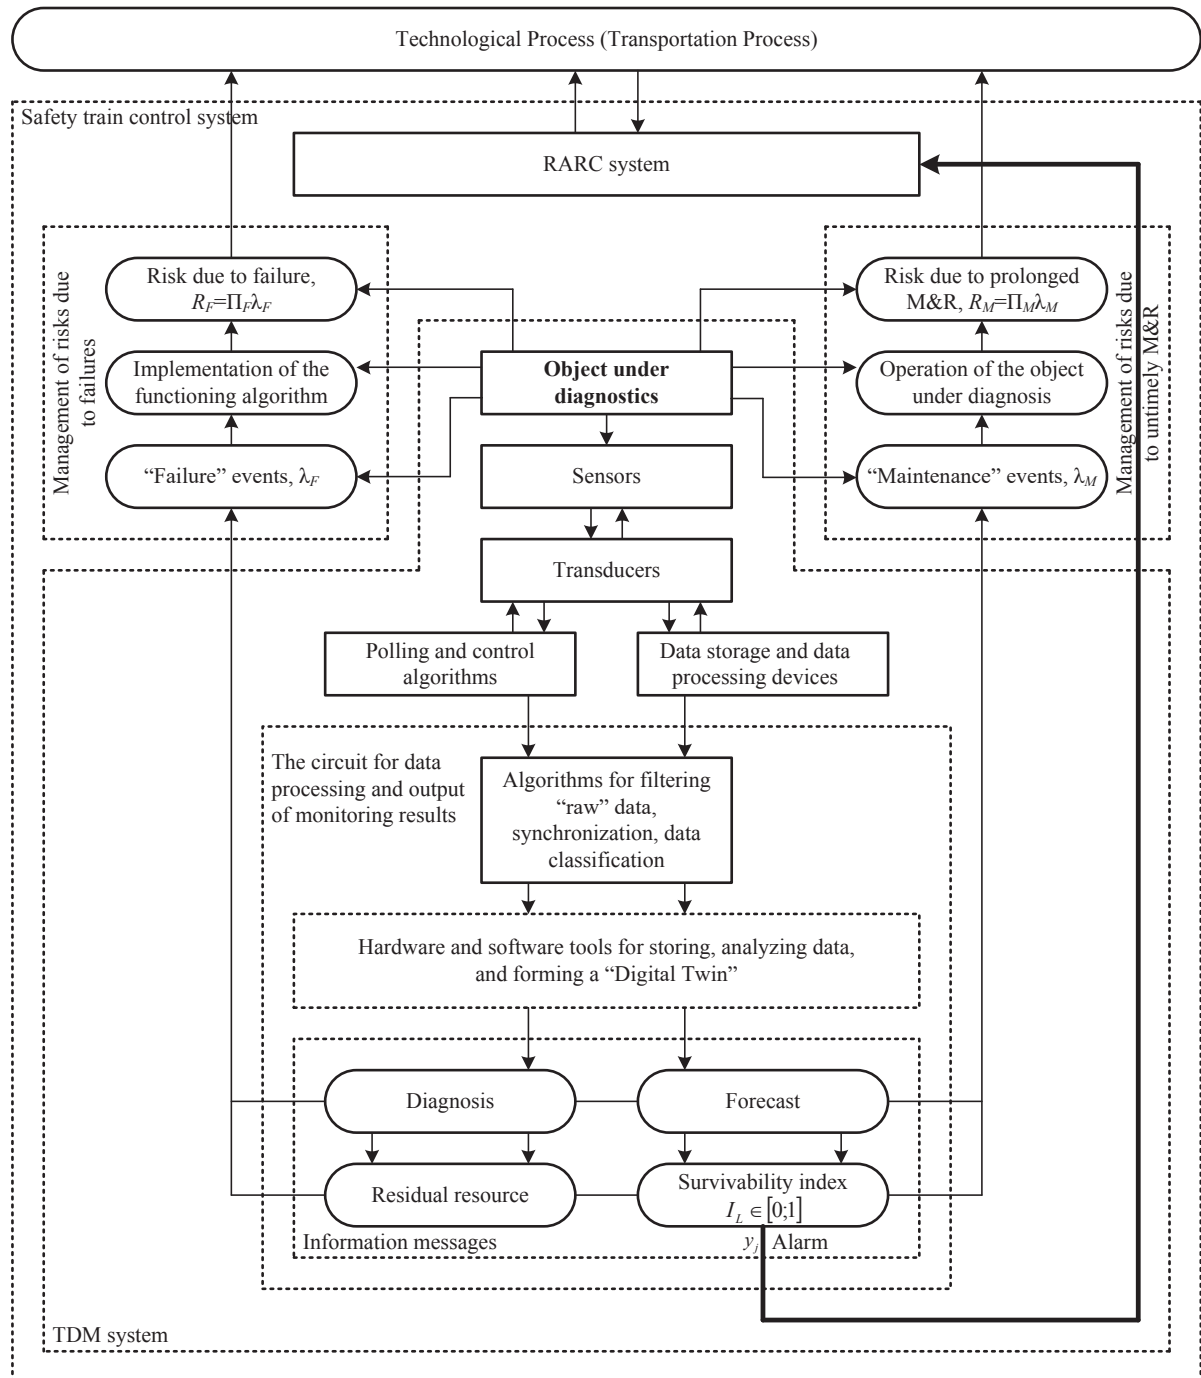 Technological Process (Transportation Process)
Safety train control system
RARC system
Management of risks due
to failures
Risk due to failure,
R_F=Π_Fλ_F
Implementation of the
functioning algorithm
“Failure” events, λ_F
Object under
diagnostics
Sensors
Transducers
Polling and control
algorithms
Data storage and data
processing devices
Risk due to prolonged
M&R, R_M=Π_Mλ_M
Operation of the object
under diagnosis
“Maintenance” events, λ_M
Management of risks due
to untimely M&R
The circuit for data
processing and output
of monitoring results
Algorithms for filtering
“raw” data,
synchronization, data
classification
Hardware and software tools for storing, analyzing data,
and forming a “Digital Twin”
Diagnosis
Forecast
Residual resource
Survivability index
I_L ∈ [0;1]
Information messages
y_j Alarm
TDM system